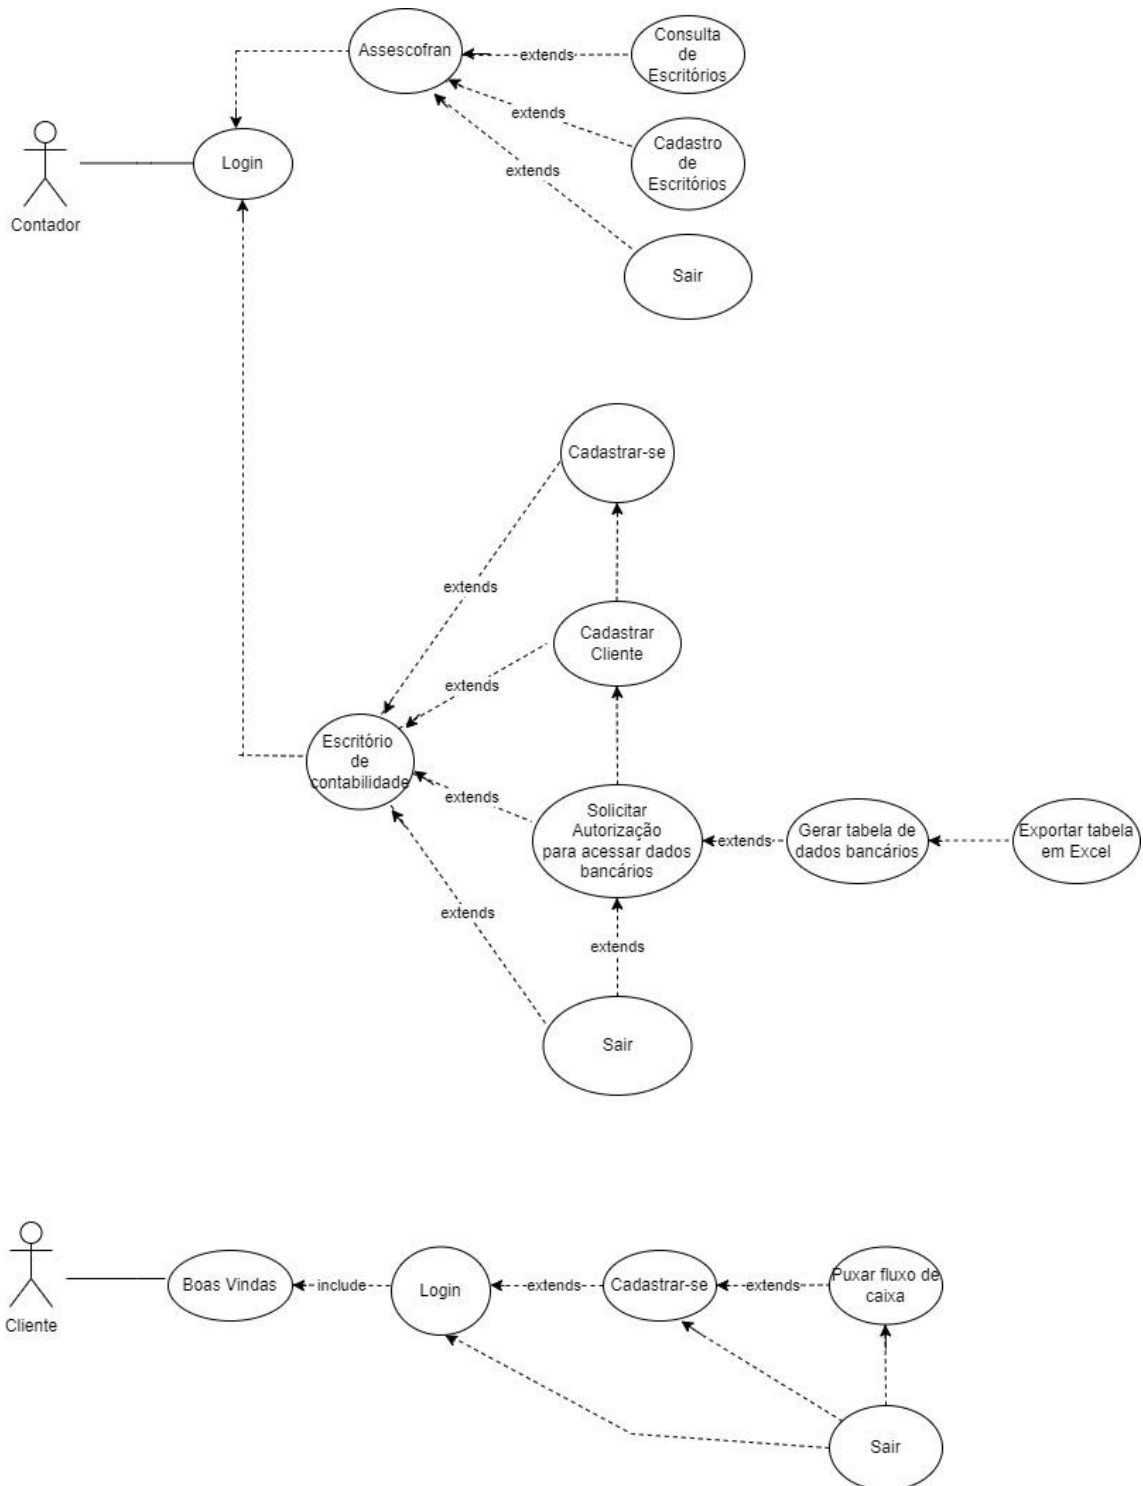 Assescofran
extends
Consulta
de
Escritórios
extends
Cadastro
de
Escritórios
Login
extends
Contador
Sair
Cadastrar-se
extends
Cadastrar
Cliente
extends
Escritório
de
contabilidade
extends
Solicitar
Autorização
para acessar dados
bancários
extends
Gerar tabela de
dados bancários
Exportar tabela
em Excel
extends
extends
Sair
Cliente
Boas Vindas
include
Login
extends
Cadastrar-se
extends
Puxar fluxo de
caixa
Sair